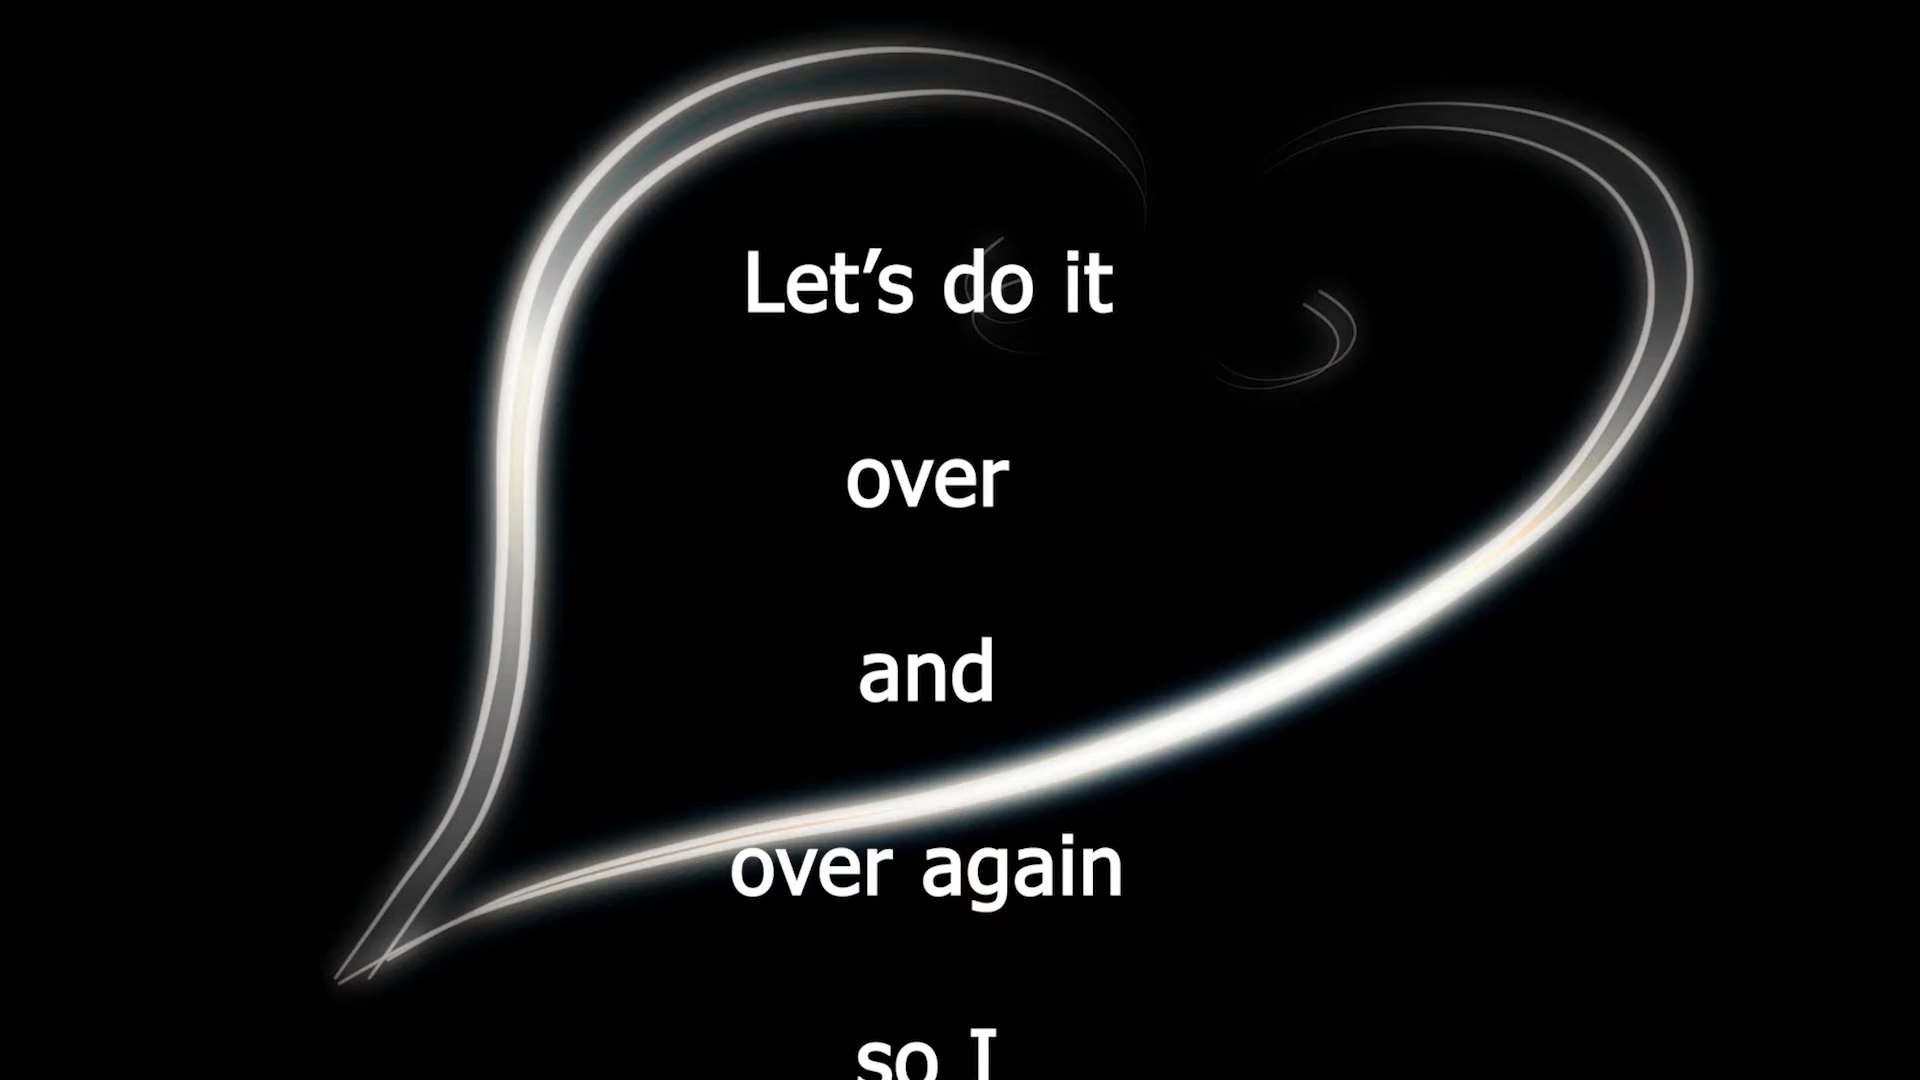 Let’s do it
over
and
over again
so I